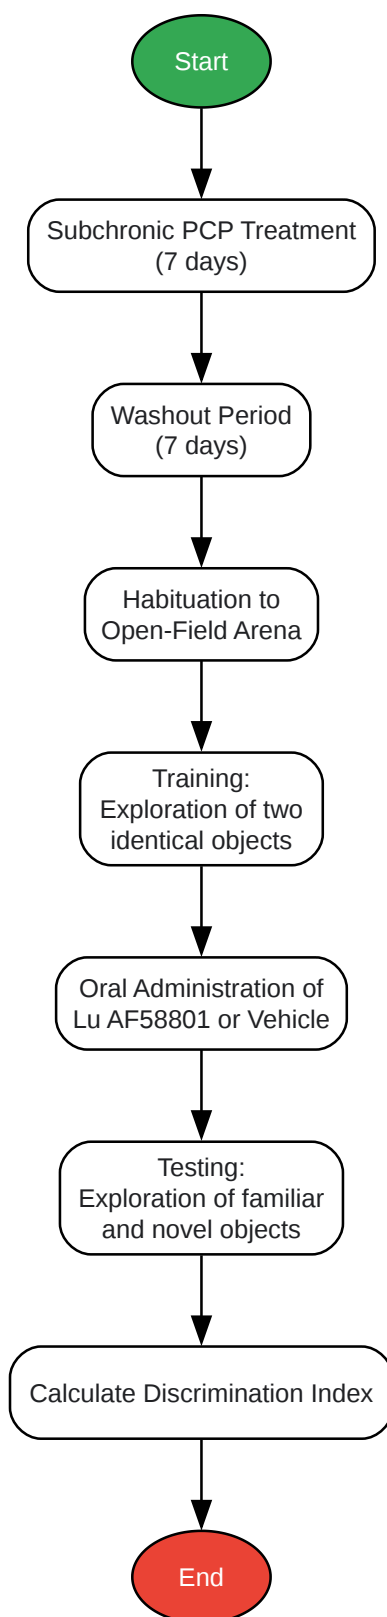 Start
Subchronic PCP Treatment
(7 days)
Washout Period
(7 days)
Habituation to
Open-Field Arena
Training:
Exploration of two
identical objects
Oral Administration of
Lu AF58801 or Vehicle
Testing:
Exploration of familiar
and novel objects
Calculate Discrimination Index
End